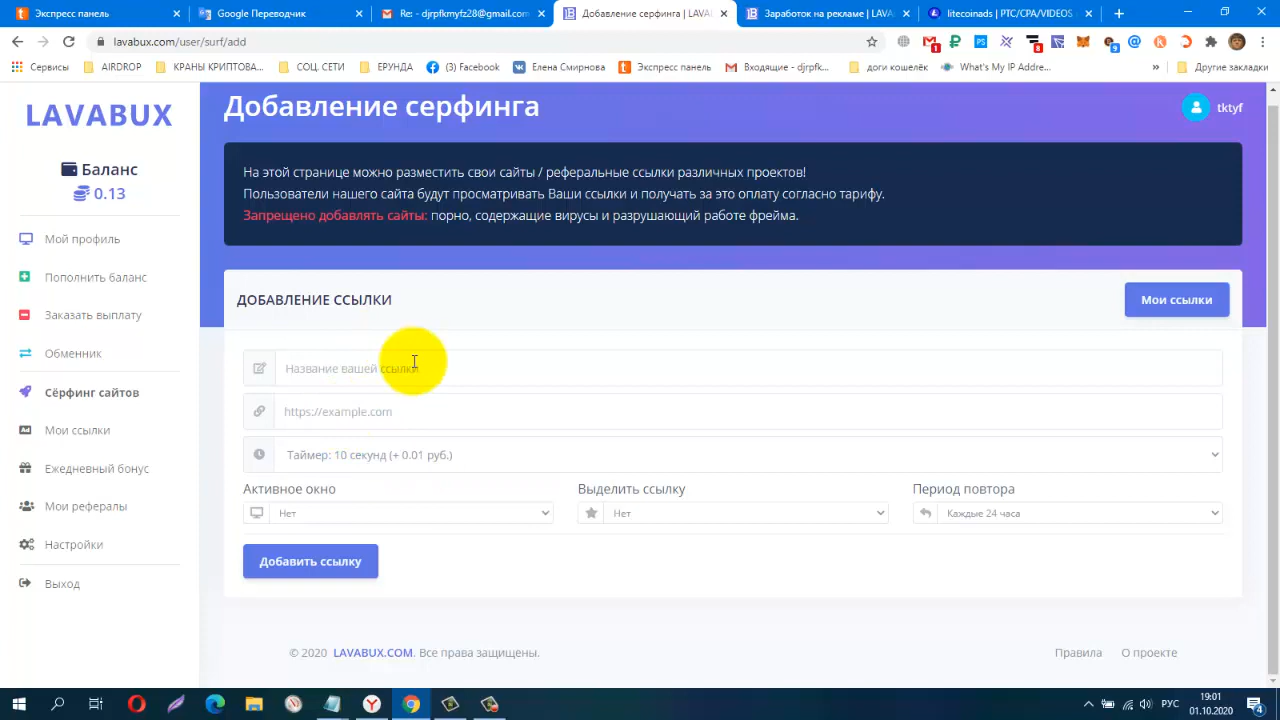 Экспресс панель
Google Переводчик
Re: - djrpfkmyfz28@gmail.com
Добавление серфинга | LAVA
Заработок на рекламе | LAVA
litecoinads | PTC/CPA/VIDEOS
lavabux.com/user/surf/add
1
8
9
Сервисы
AIRDROP
КРАНЫ КРИПТОВА...
СОЦ. СЕТИ
ЕРУНДА
(3) Facebook
Елена Смирнова
Экспресс панель
Входящие - djrpfk...
доги кошелёк
What's My IP Addre...
»
Другие закладки
LAVABUX
Баланс
0.13
Мой профиль
Пополнить баланс
Заказать выплату
Обменник
Сёрфинг сайтов
Мои ссылки
Ежедневный бонус
Мои рефералы
Настройки
Выход
Добавление серфинга
tktyf
На этой странице можно разместить свои сайты / реферальные ссылки различных проектов!
Пользователи нашего сайта будут просматривать Ваши ссылки и получать за это оплату согласно тарифу.
Запрещено добавлять сайты: порно, содержащие вирусы и разрушающий работе фрейма.
ДОБАВЛЕНИЕ ССЫЛКИ
Мои ссылки
Название вашей ссылки
https://example.com
Таймер: 10 секунд (+ 0.01 руб.)
Активное окно
Выделить ссылку
Период повтора
Нет
Нет
Каждые 24 часа
Добавить ссылку
© 2020 LAVABUX.COM. Все права защищены.
Правила
О проекте
РУС
19:01
01.10.2020
4